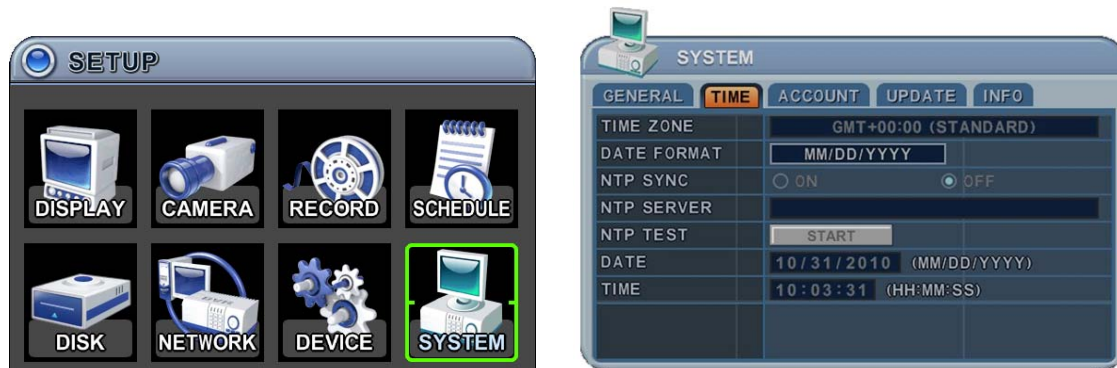 SETUP
DISPLAY
CAMERA
RECORD
SCHEDULE
DISK
NETWORK
DEVICE
SYSTEM
SYSTEM
GENERAL TIME ACCOUNT UPDATE INFO
TIME ZONE GMT+00:00 (STANDARD)
DATE FORMAT MM/DD/YYYY
NTP SYNC ON OFF
NTP SERVER
NTP TEST START
DATE 10/31/2010 (MM/DD/YYYY)
TIME 10:03:31 (HH:MM:SS)